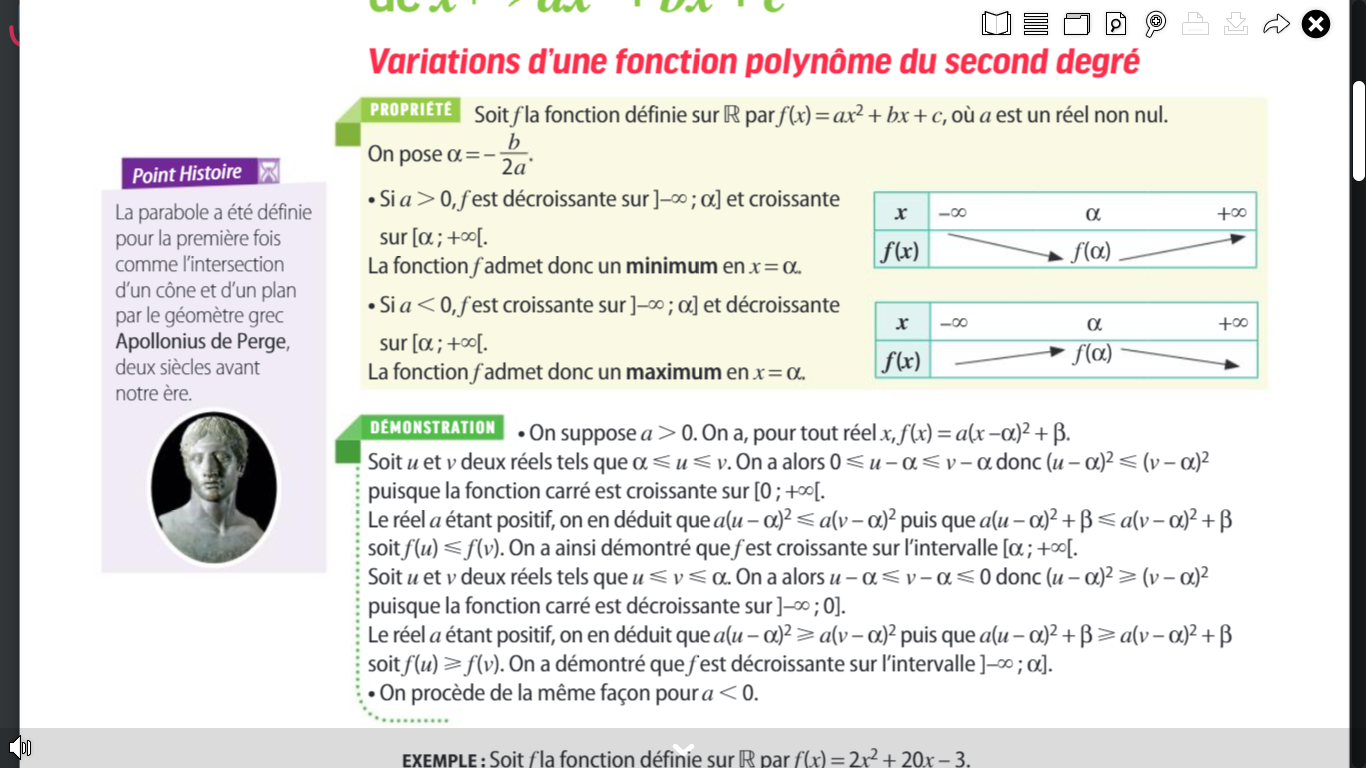 de x ↦ ax² + bx + c
Variations d'une fonction polynôme du second degré
PROPRIÉTÉ Soit f la fonction définie sur ℝ par f(x) = ax² + bx + c, où a est un réel non nul.
On pose α = – b/2a.
• Si a > 0, f est décroissante sur ]–∞ ; α] et croissante
sur [α ; +∞[.
La fonction f admet donc un minimum en x = α.
x –∞ α +∞
f(x) f(α)
• Si a < 0, f est croissante sur ]–∞ ; α] et décroissante
sur [α ; +∞[.
La fonction f admet donc un maximum en x = α.
x –∞ α +∞
f(x) f(α)
Point Histoire
La parabole a été définie
pour la première fois
comme l'intersection
d'un cône et d'un plan
par le géomètre grec
Apollonius de Perge,
deux siècles avant
notre ère.
DÉMONSTRATION • On suppose a > 0. On a, pour tout réel x, f(x) = a(x – α)² + β.
Soit u et v deux réels tels que α ⩽ u ⩽ v. On a alors 0 ⩽ u – α ⩽ v – α donc (u – α)² ⩽ (v – α)²
puisque la fonction carré est croissante sur [0 ; +∞[.
Le réel a étant positif, on en déduit que a(u – α)² ⩽ a(v – α)² puis que a(u – α)² + β ⩽ a(v – α)² + β
soit f(u) ⩽ f(v). On a ainsi démontré que f est croissante sur l'intervalle [α ; +∞[.
Soit u et v deux réels tels que u ⩽ v ⩽ α. On a alors u – α ⩽ v – α ⩽ 0 donc (u – α)² ⩾ (v – α)²
puisque la fonction carré est décroissante sur ]–∞ ; 0].
Le réel a étant positif, on en déduit que a(u – α)² ⩾ a(v – α)² puis que a(u – α)² + β ⩾ a(v – α)² + β
soit f(u) ⩾ f(v). On a démontré que f est décroissante sur l'intervalle ]–∞ ; α].
• On procède de la même façon pour a < 0.
EXEMPLE : Soit f la fonction définie sur ℝ par f(x) = 2x² + 20x – 3.